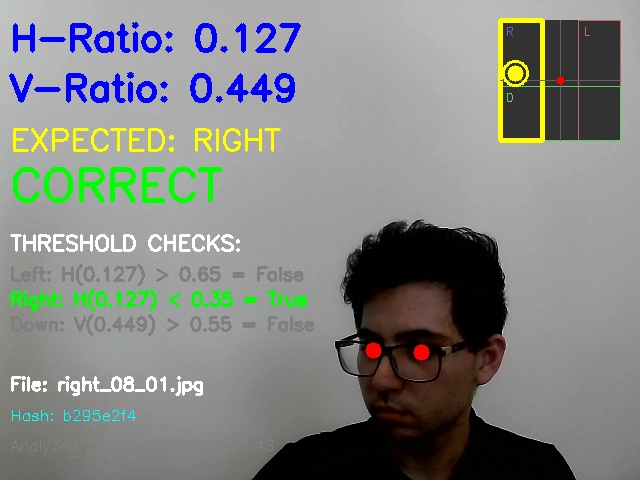 H-Ratio: 0.127
V-Ratio: 0.449
EXPECTED: RIGHT
CORRECT
THRESHOLD CHECKS:
Left: H(0.127) > 0.65 = False
Right: H(0.127) < 0.35 = True
Down: V(0.449) > 0.55 = False
File: right_08_01.jpg
Hash: b295e2f4
Analyzed:
R
L
D